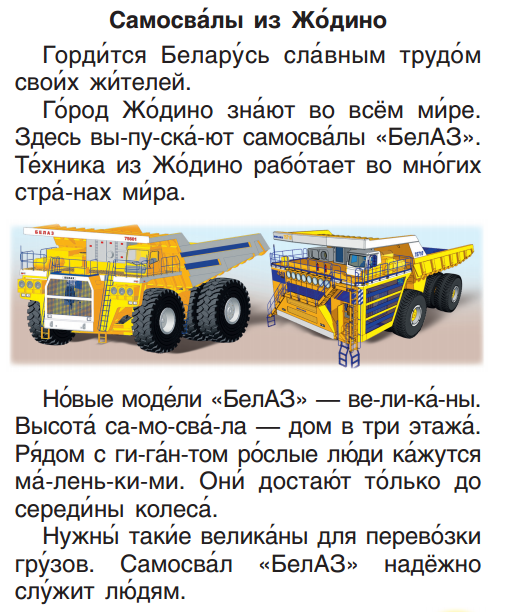 Самосва́лы из Жо́дино
Горди́тся Белару́сь сла́вным трудо́м
свои́х жи́телей.
Го́род Жо́дино зна́ют во всём ми́ре.
Здесь вы-пу-ска́-ют самосва́лы «БелАЗ».
Те́хника из Жо́дино рабо́тает во мно́гих
стра́-нах ми́ра.
БЕЛАЗ
Но́вые моде́ли «БелАЗ» — ве-ли-ка́-ны.
Высота́ са-мо-сва́-ла — дом в три этажа́.
Ря́дом с ги-га́н-том ро́слые лю́ди ка́жутся
ма́-лень-ки-ми. Они́ достаю́т то́лько до
середи́ны колеса́.
Нужны́ таки́е велика́ны для перево́зки
гру́зов. Самосва́л «БелАЗ» надёжно
слу́жит лю́дям.